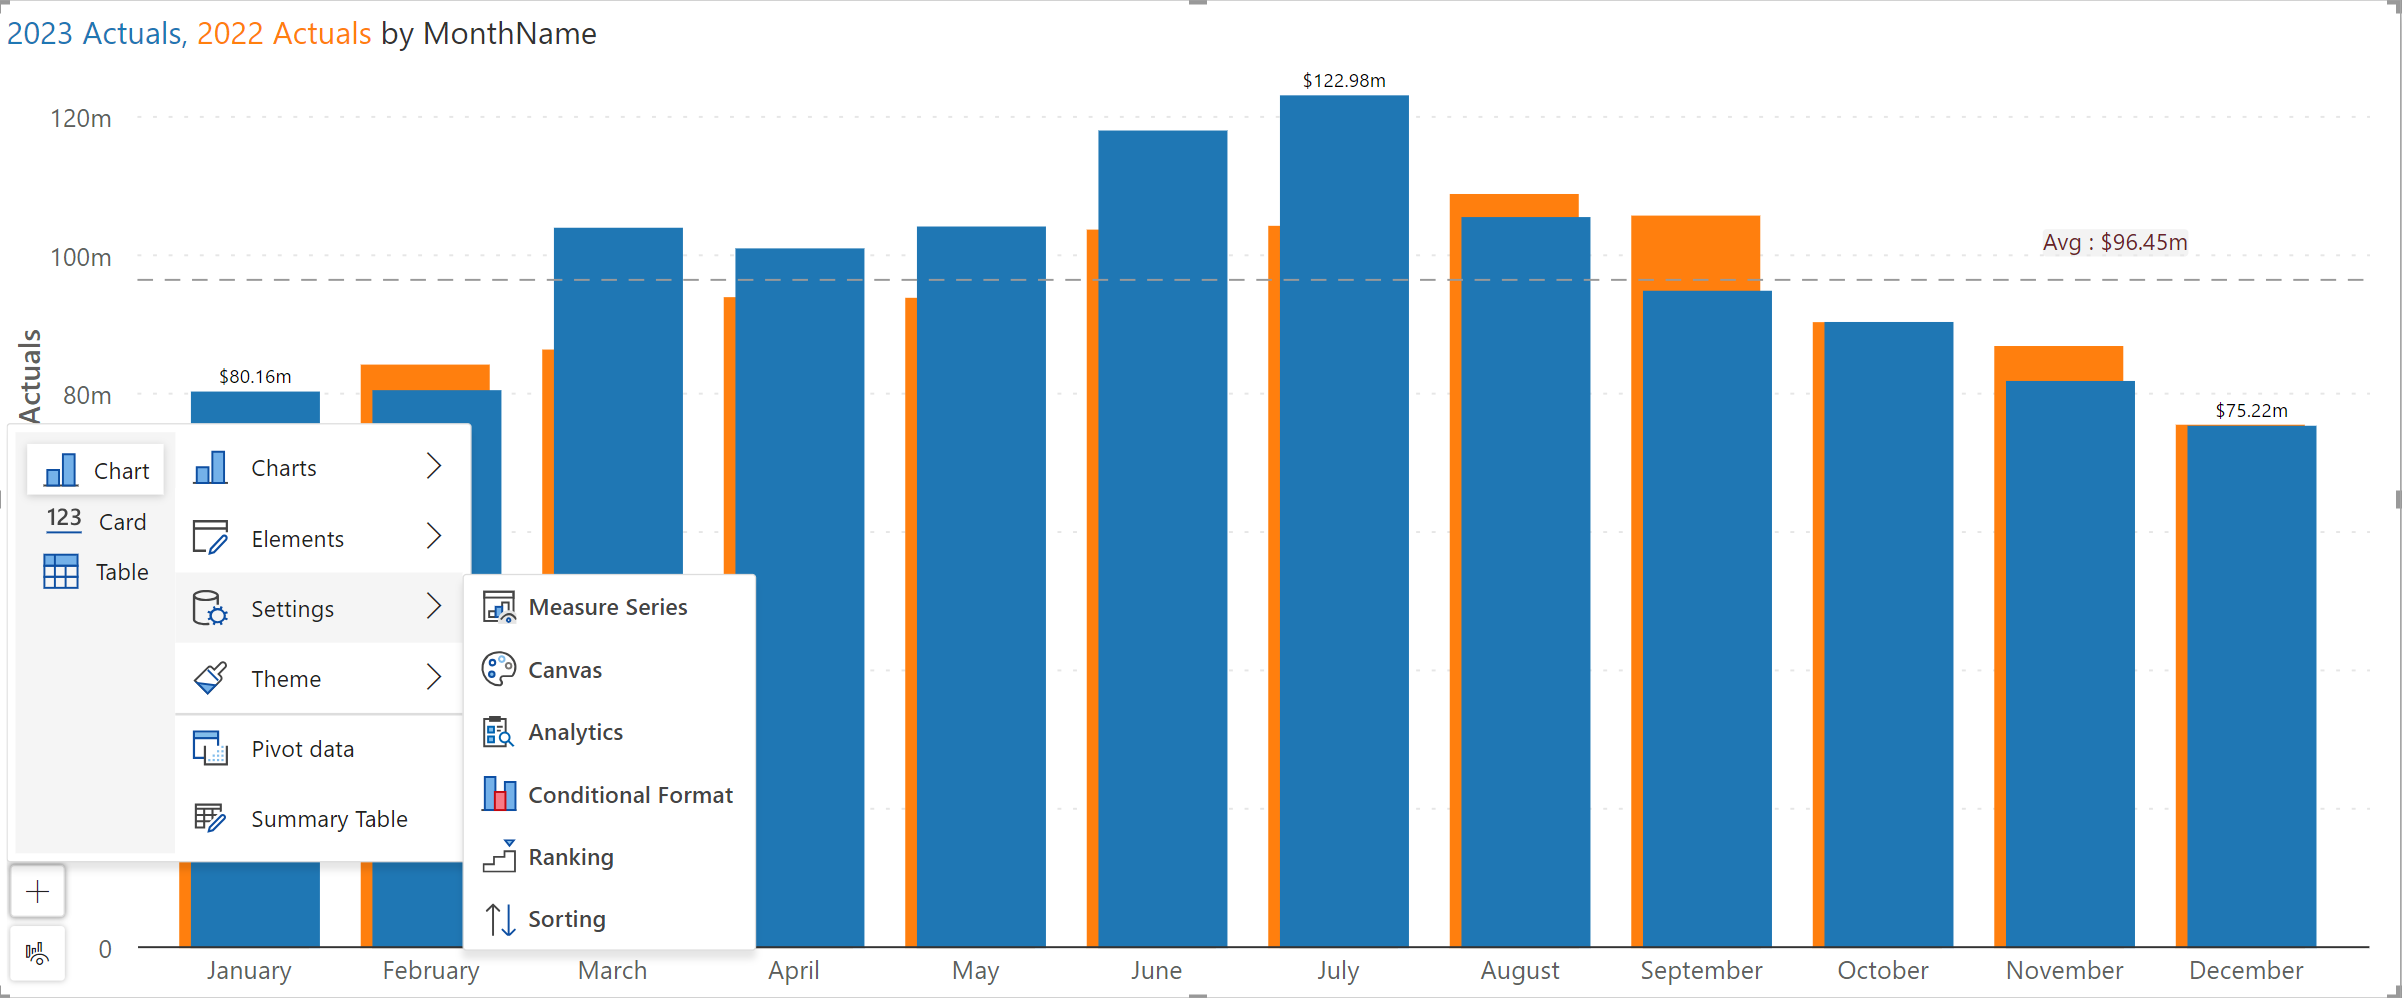 2023 Actuals, 2022 Actuals by MonthName
$122.98m
120m
Avg : $96.45m
100m
$80.16m
80m
$75.22m
Actuals
Chart
123 Card
Table
Charts
Elements
Settings
Theme
Pivot data
Summary Table
Measure Series
Canvas
Analytics
Conditional Format
Ranking
Sorting
0
January February March April May June July August September October November December